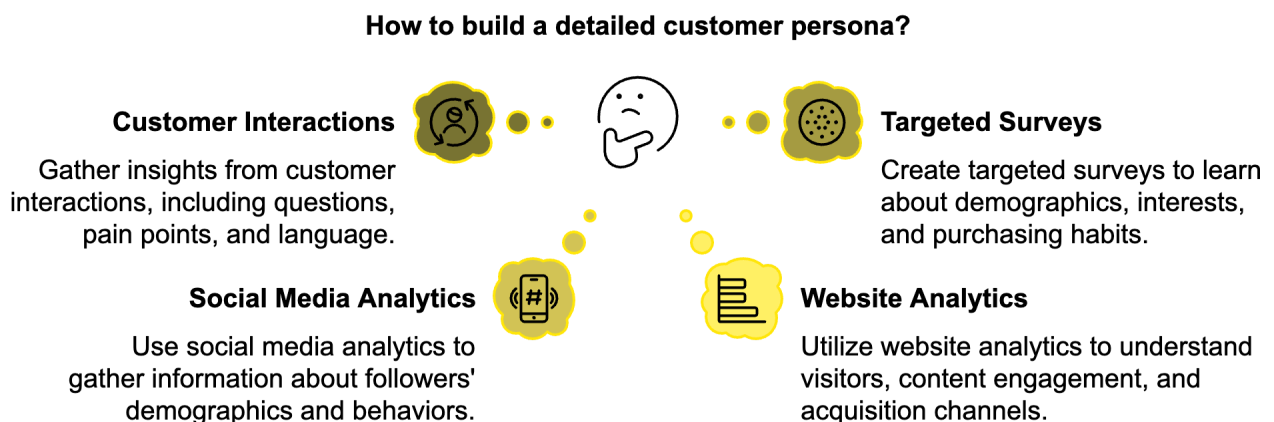 How to build a detailed customer persona?
Customer Interactions
Gather insights from customer
interactions, including questions,
pain points, and language.
Targeted Surveys
Create targeted surveys to learn
about demographics, interests,
and purchasing habits.
Social Media Analytics
#
Use social media analytics to
gather information about followers'
demographics and behaviors.
Website Analytics
Utilize website analytics to understand
visitors, content engagement, and
acquisition channels.